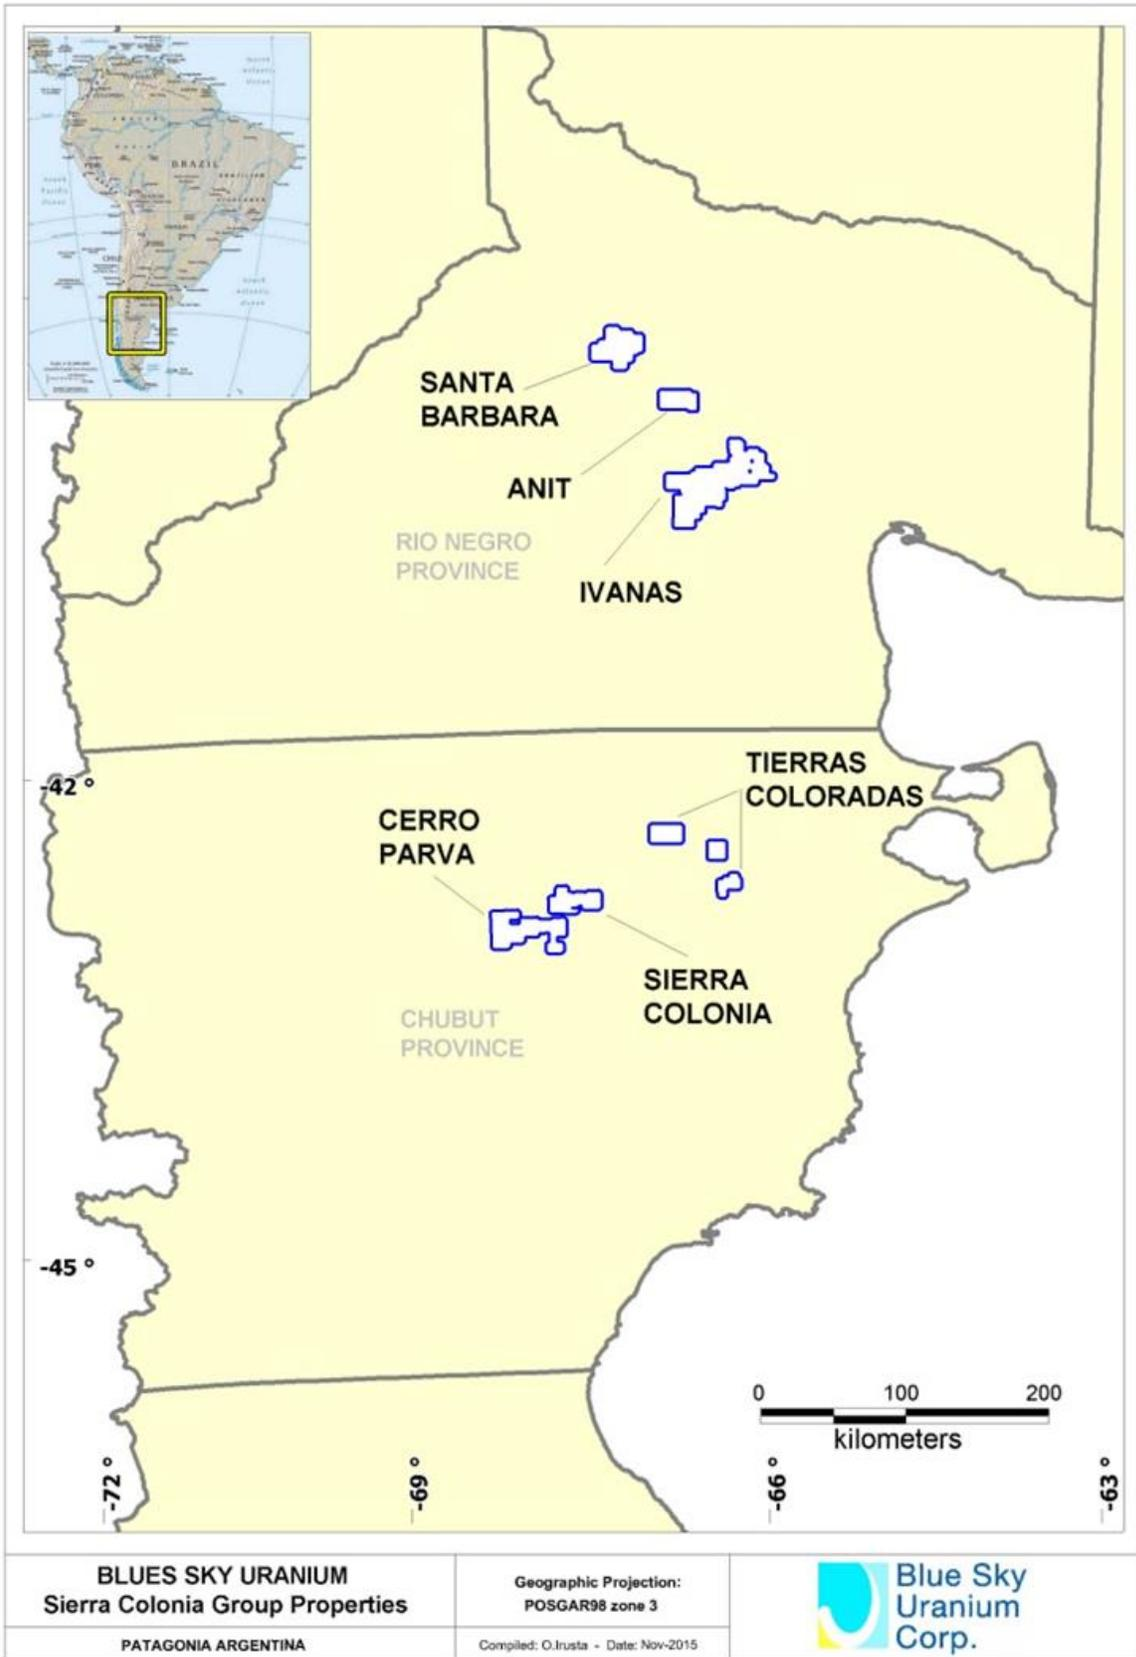 BRAZIL
SANTA
BARBARA
ANIT
IVANAS
RIO NEGRO
PROVINCE
-42 °
TIERRAS
COLORADAS
CERRO
PARVA
SIERRA
COLONIA
CHUBUT
PROVINCE
-45 °
0 100 200
kilometers
-72 °
-69 °
-66 °
-63 °
BLUES SKY URANIUM
Sierra Colonia Group Properties
PATAGONIA ARGENTINA
Geographic Projection:
POSGAR98 zone 3
Compiled: O.Irusta - Date: Nov-2015
Blue Sky
Uranium
Corp.